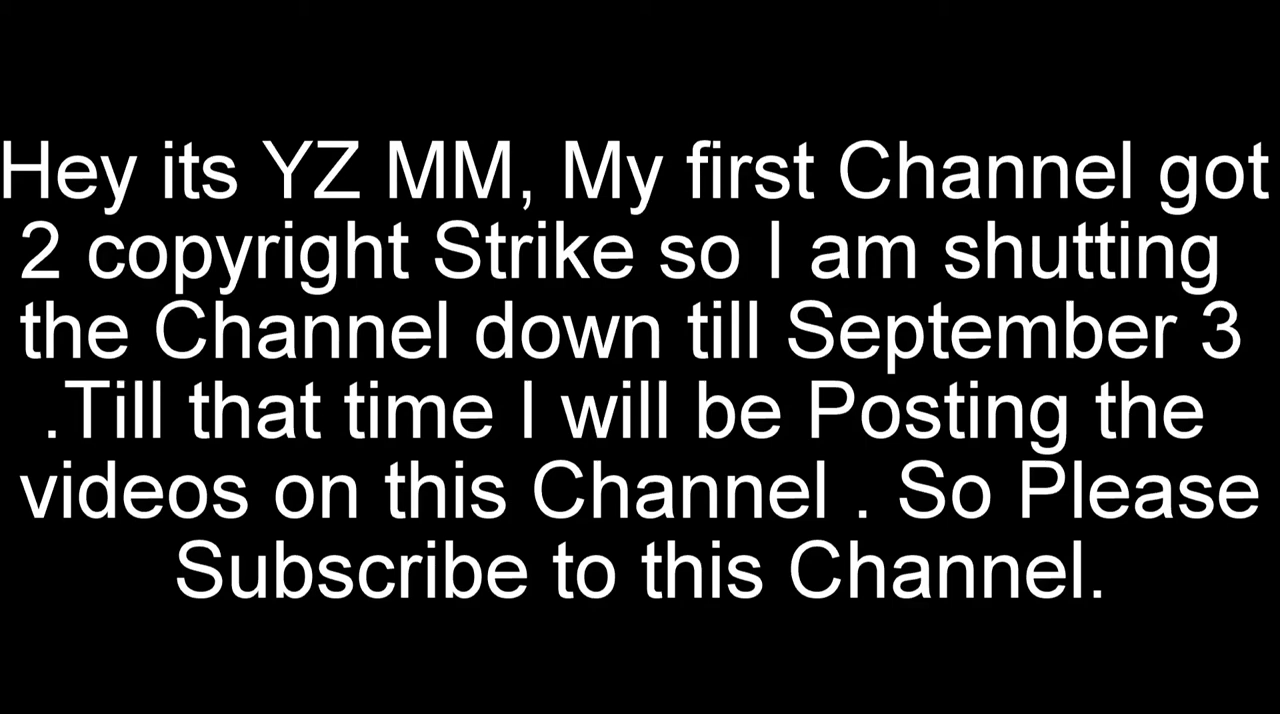 Hey its YZ MM, My first Channel got
2 copyright Strike so I am shutting
the Channel down till September 3
.Till that time I will be Posting the
videos on this Channel . So Please
Subscribe to this Channel.